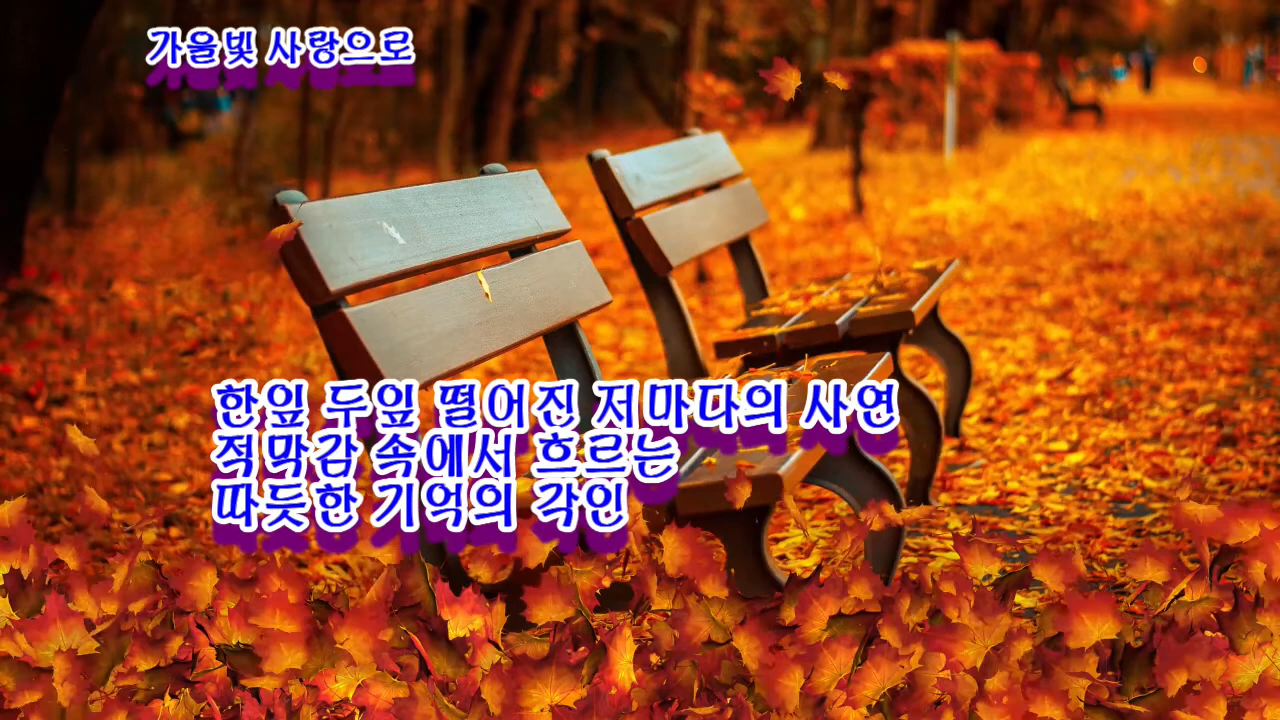 가을빛 사랑으로
한잎 두잎 떨어진 저마다의 사연
적막감 속에서 흐르는
따듯한 기억의 각인